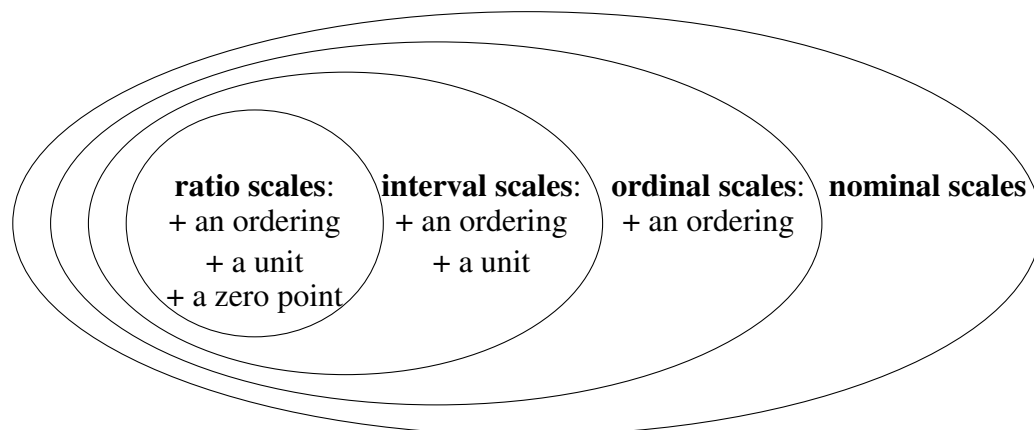 ratio scales: interval scales: ordinal scales: nominal scales
+ an ordering + an ordering + an ordering
+ a unit + a unit
+ a zero point